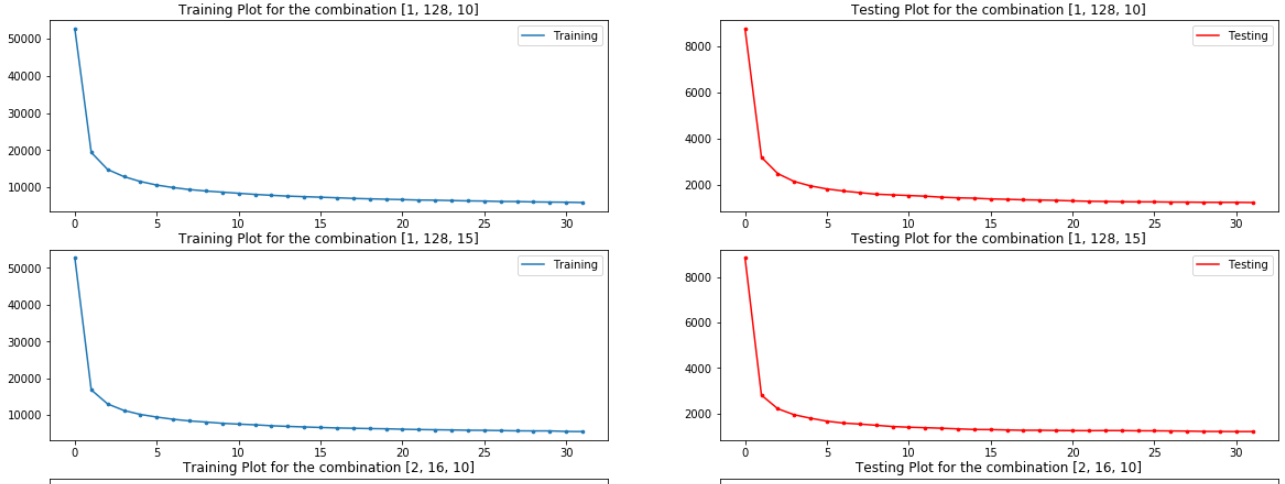 Training Plot for the combination [1, 128, 10]
Training
50000
40000
30000
20000
10000
0 5 10 15 20 25 30
Testing Plot for the combination [1, 128, 10]
Testing
8000
6000
4000
2000
0 5 10 15 20 25 30
Training Plot for the combination [1, 128, 15]
Training
50000
40000
30000
20000
10000
0 5 10 15 20 25 30
Testing Plot for the combination [1, 128, 15]
Testing
8000
6000
4000
2000
0 5 10 15 20 25 30
Training Plot for the combination [2, 16, 10]
Testing Plot for the combination [2, 16, 10]